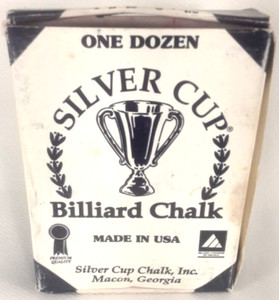 ONE DOZEN
SILVER CUP®
Billiard Chalk
MADE IN USA
PREMIUM
QUALITY
Silver Cup Chalk, Inc.
Macon, Georgia